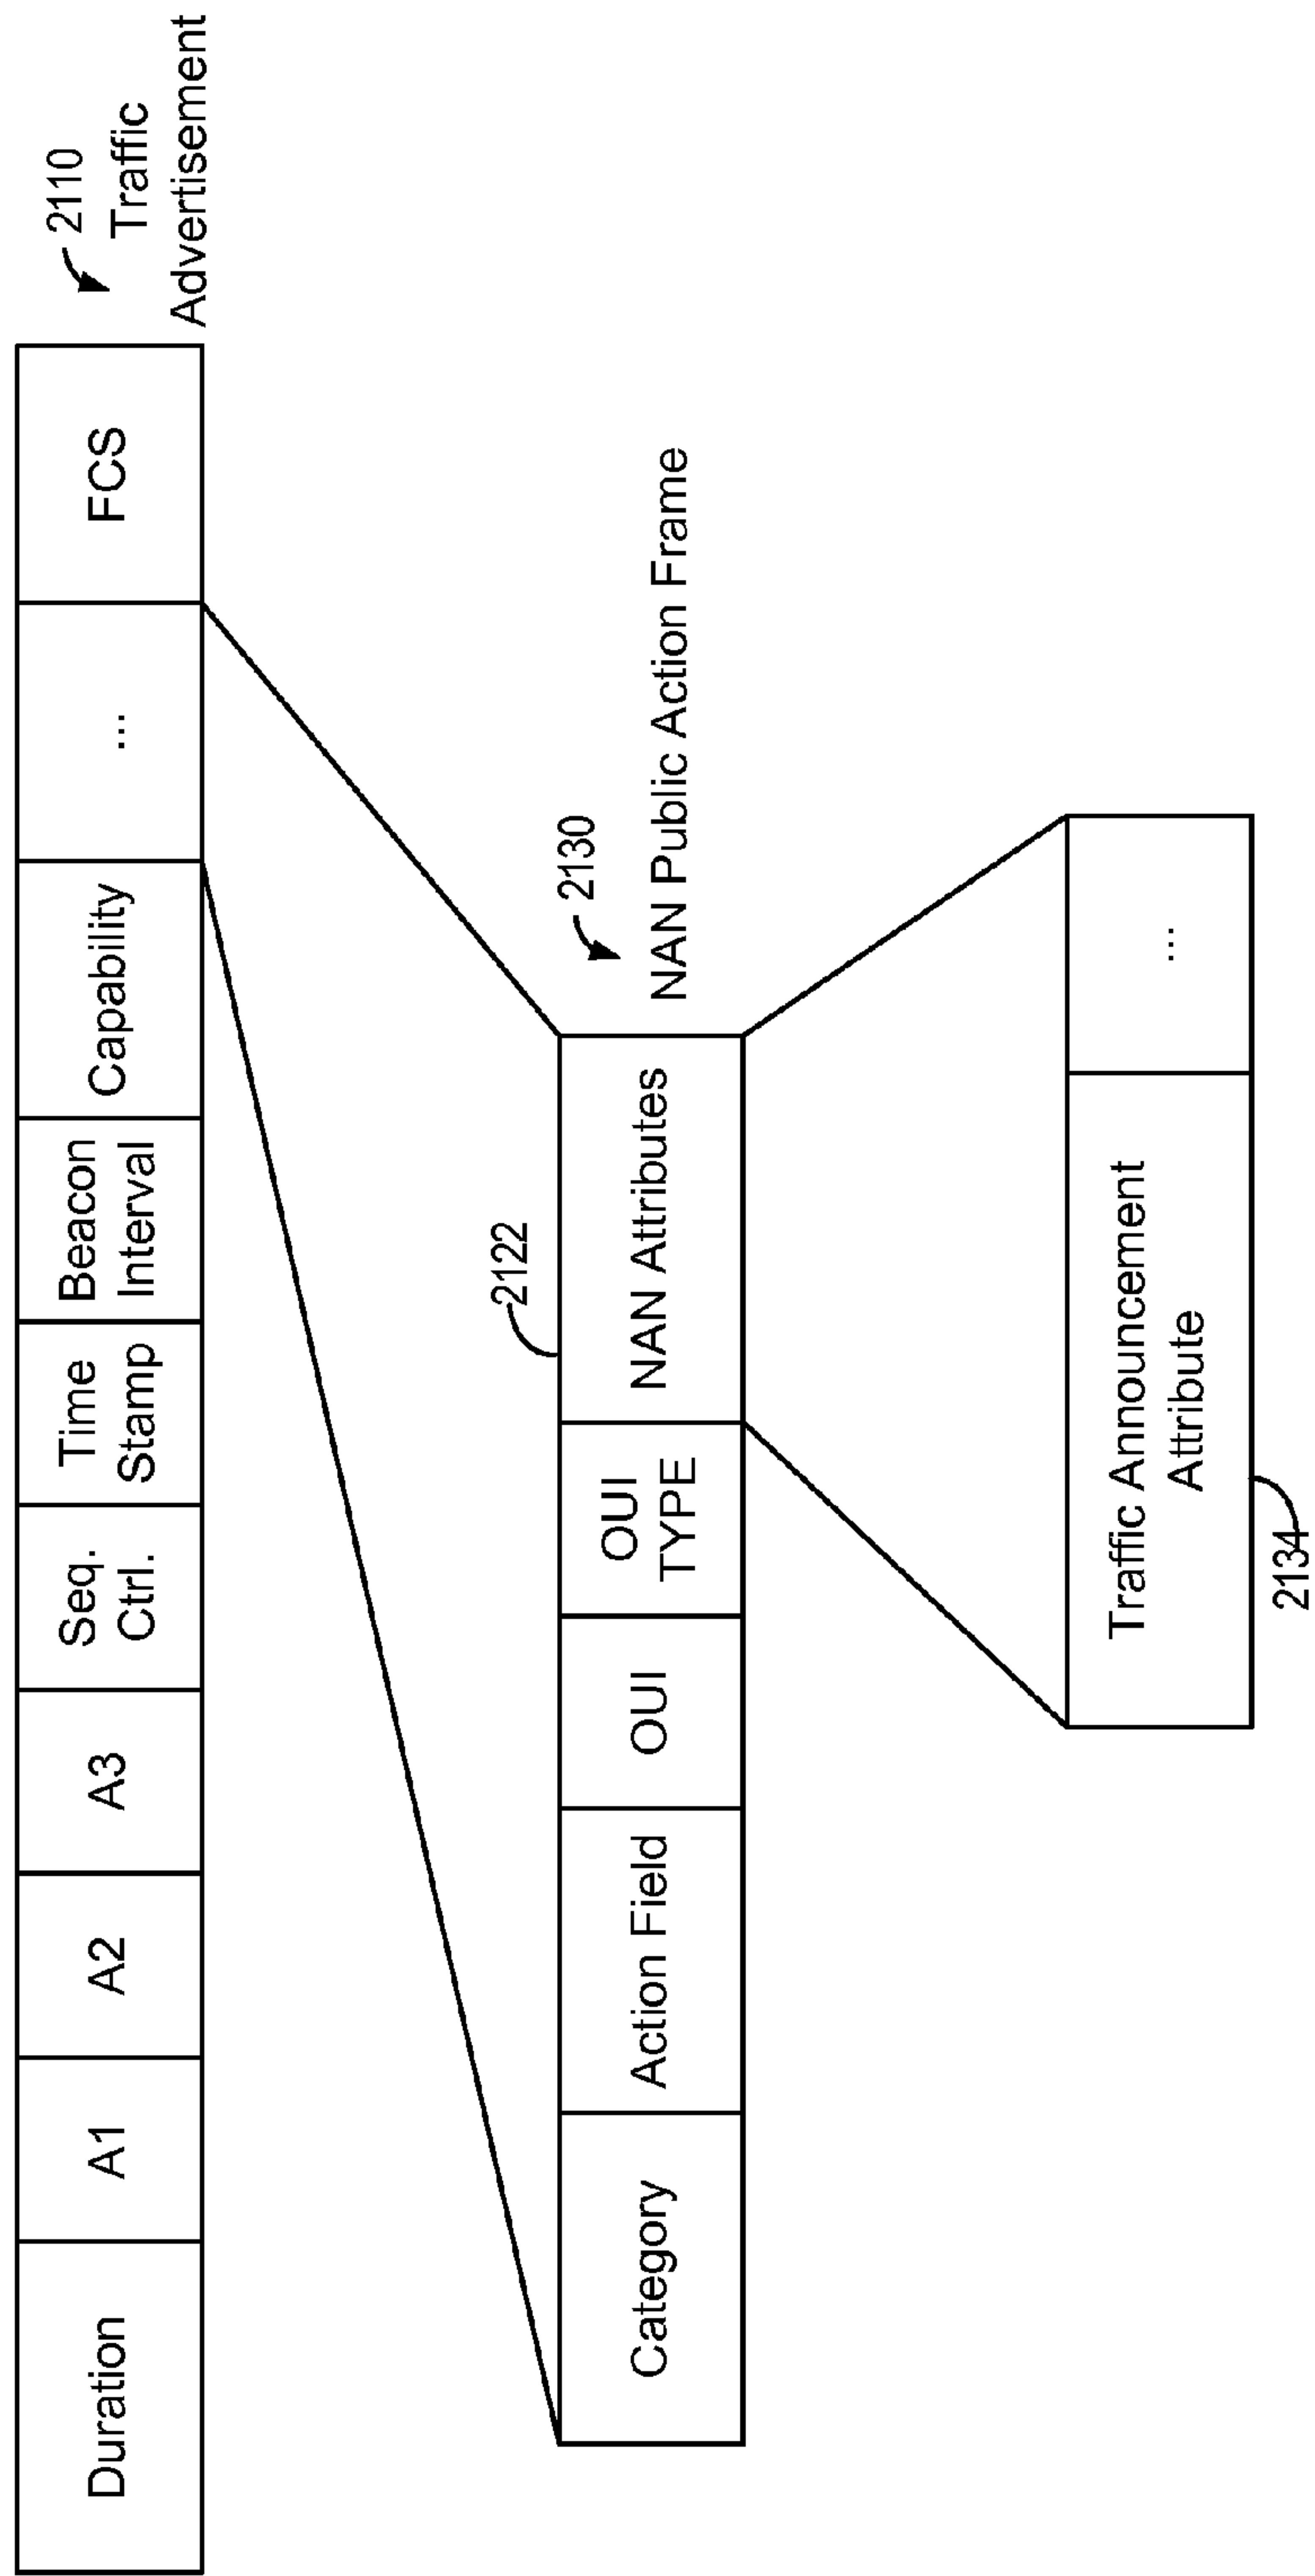 Duration
A1
A2
A3
Seq.
Ctrl.
Time
Stamp
Beacon
Interval
Capability
...
FCS
2110
Traffic
Advertisement
Category
Action Field
OUI
OUI
TYPE
NAN Attributes
2122
2130
NAN Public Action Frame
Traffic Announcement
Attribute
...
2134